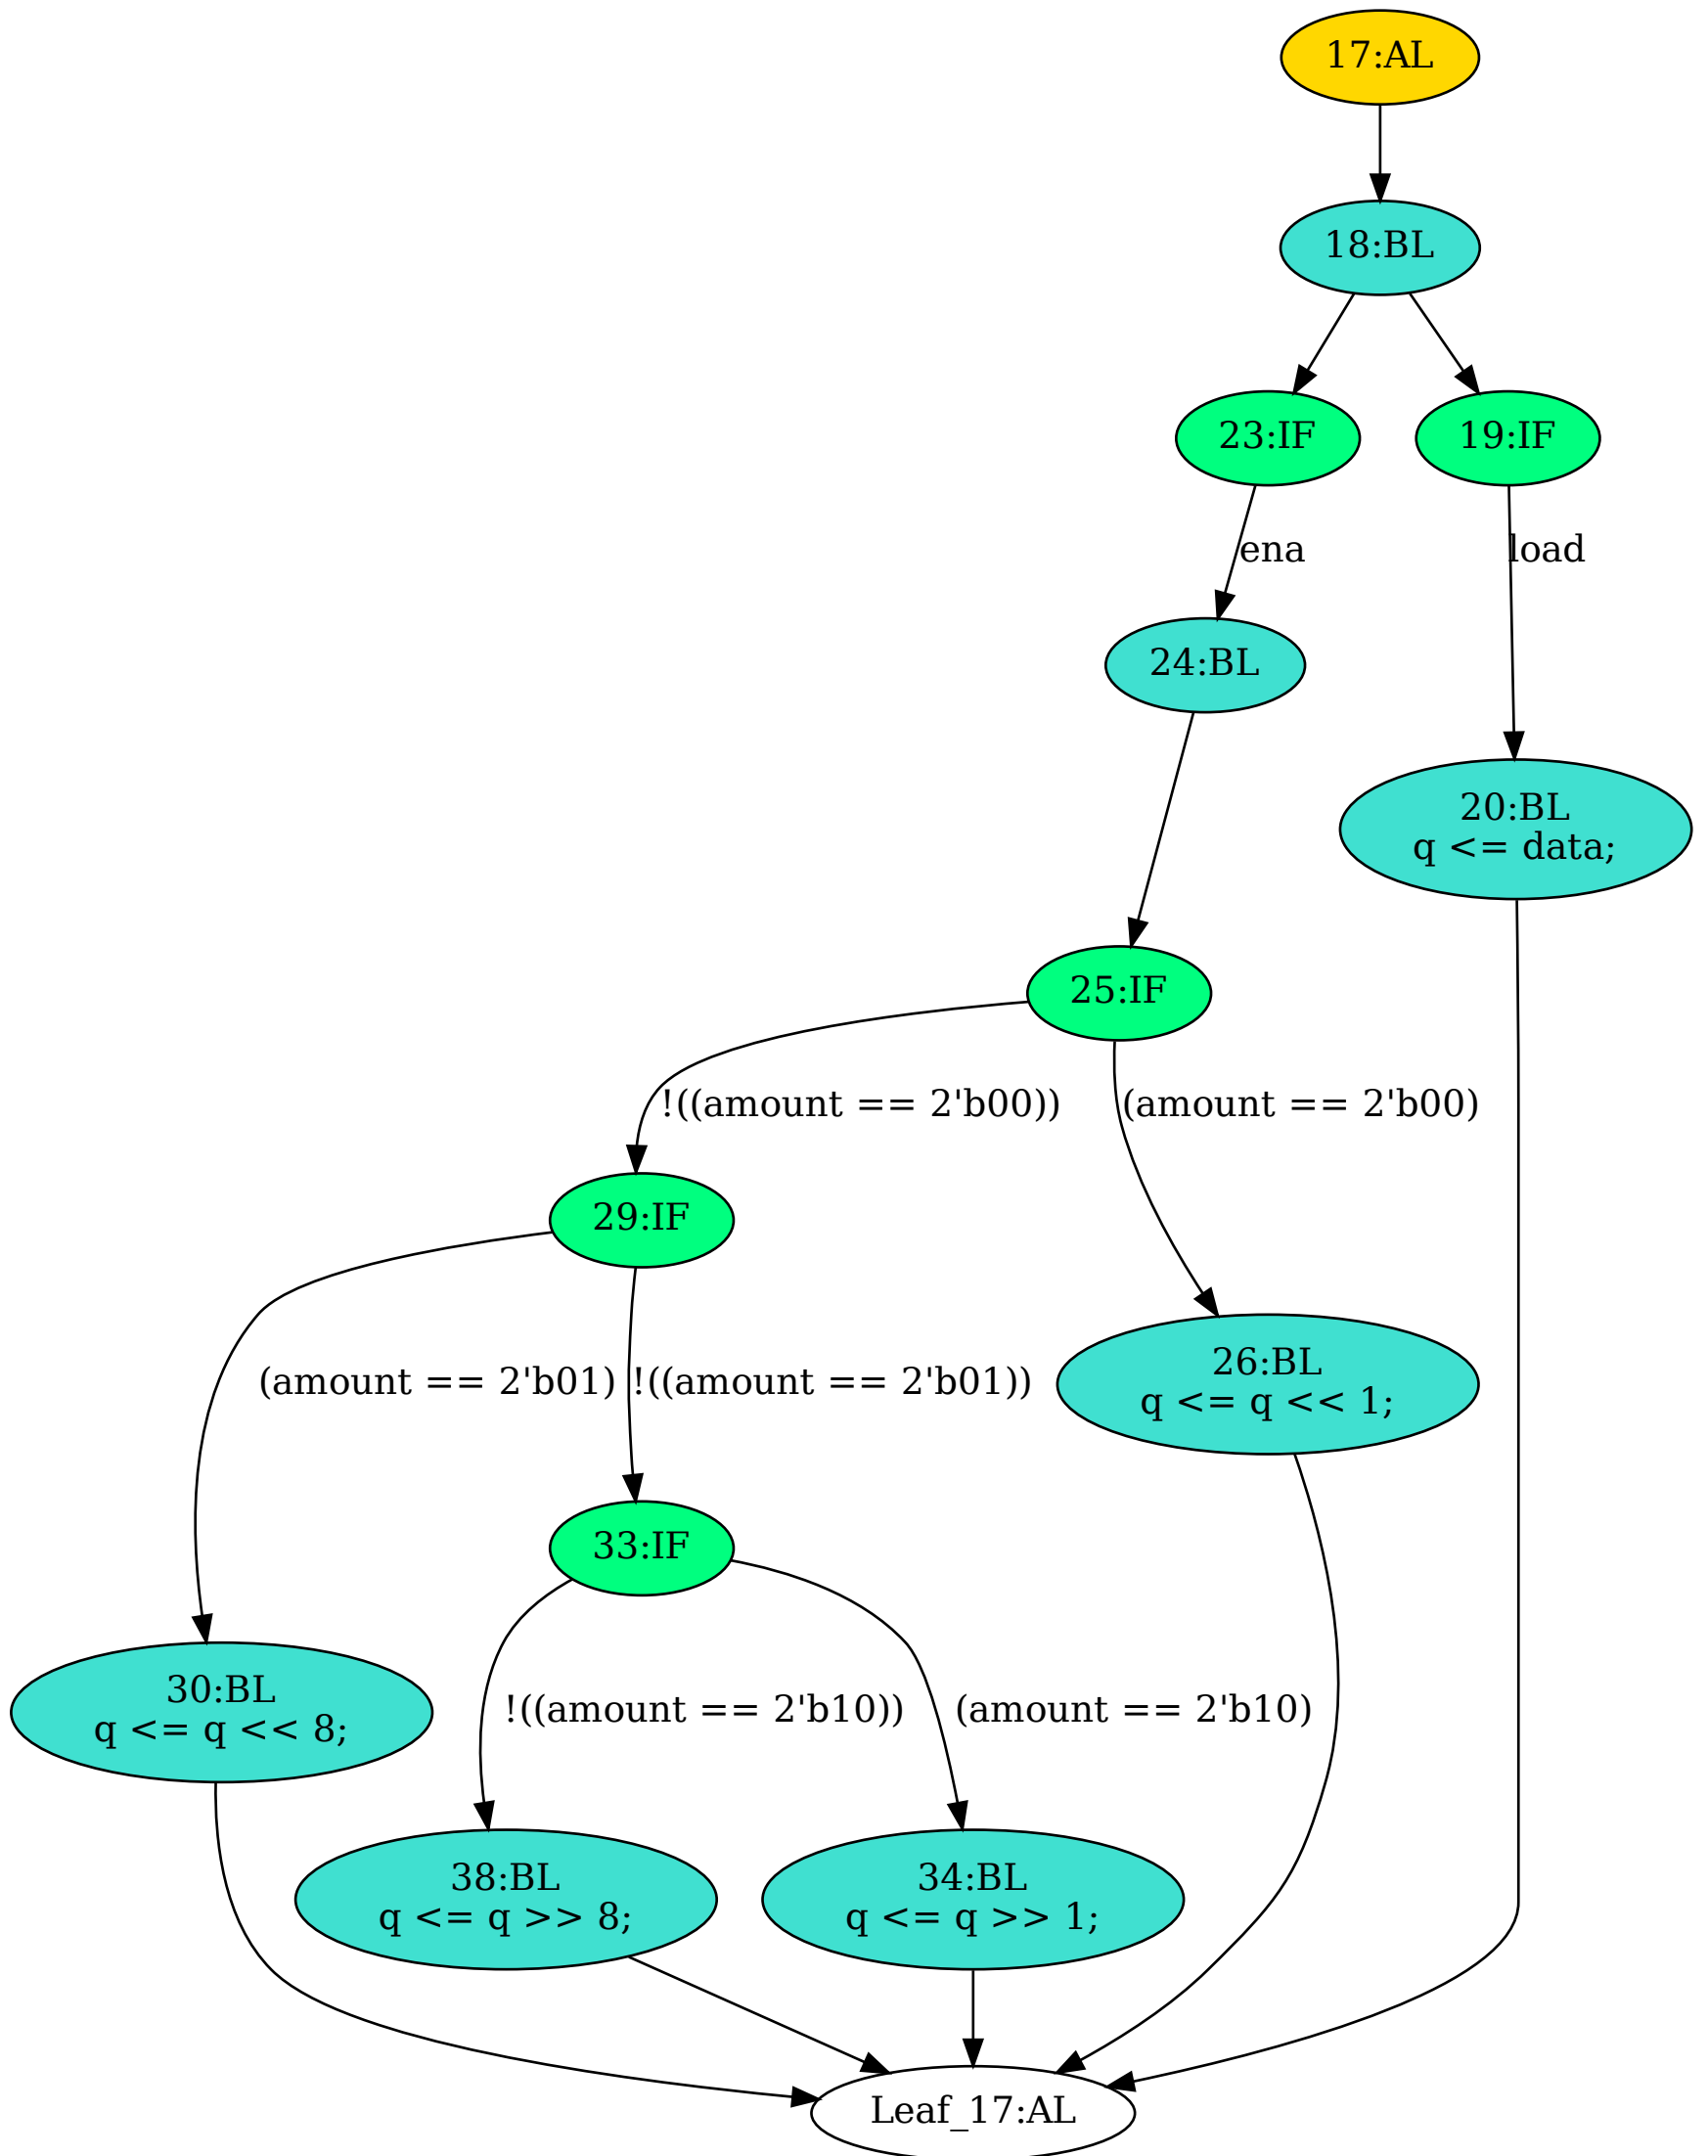 17:AL
18:BL
23:IF
19:IF
ena
load
24:BL
20:BL
q <= data;
25:IF
!((amount == 2'b00))
(amount == 2'b00)
29:IF
26:BL
q <= q << 1;
(amount == 2'b01)
!((amount == 2'b01))
33:IF
30:BL
q <= q << 8;
!((amount == 2'b10))
(amount == 2'b10)
38:BL
q <= q >> 8;
34:BL
q <= q >> 1;
Leaf_17:AL